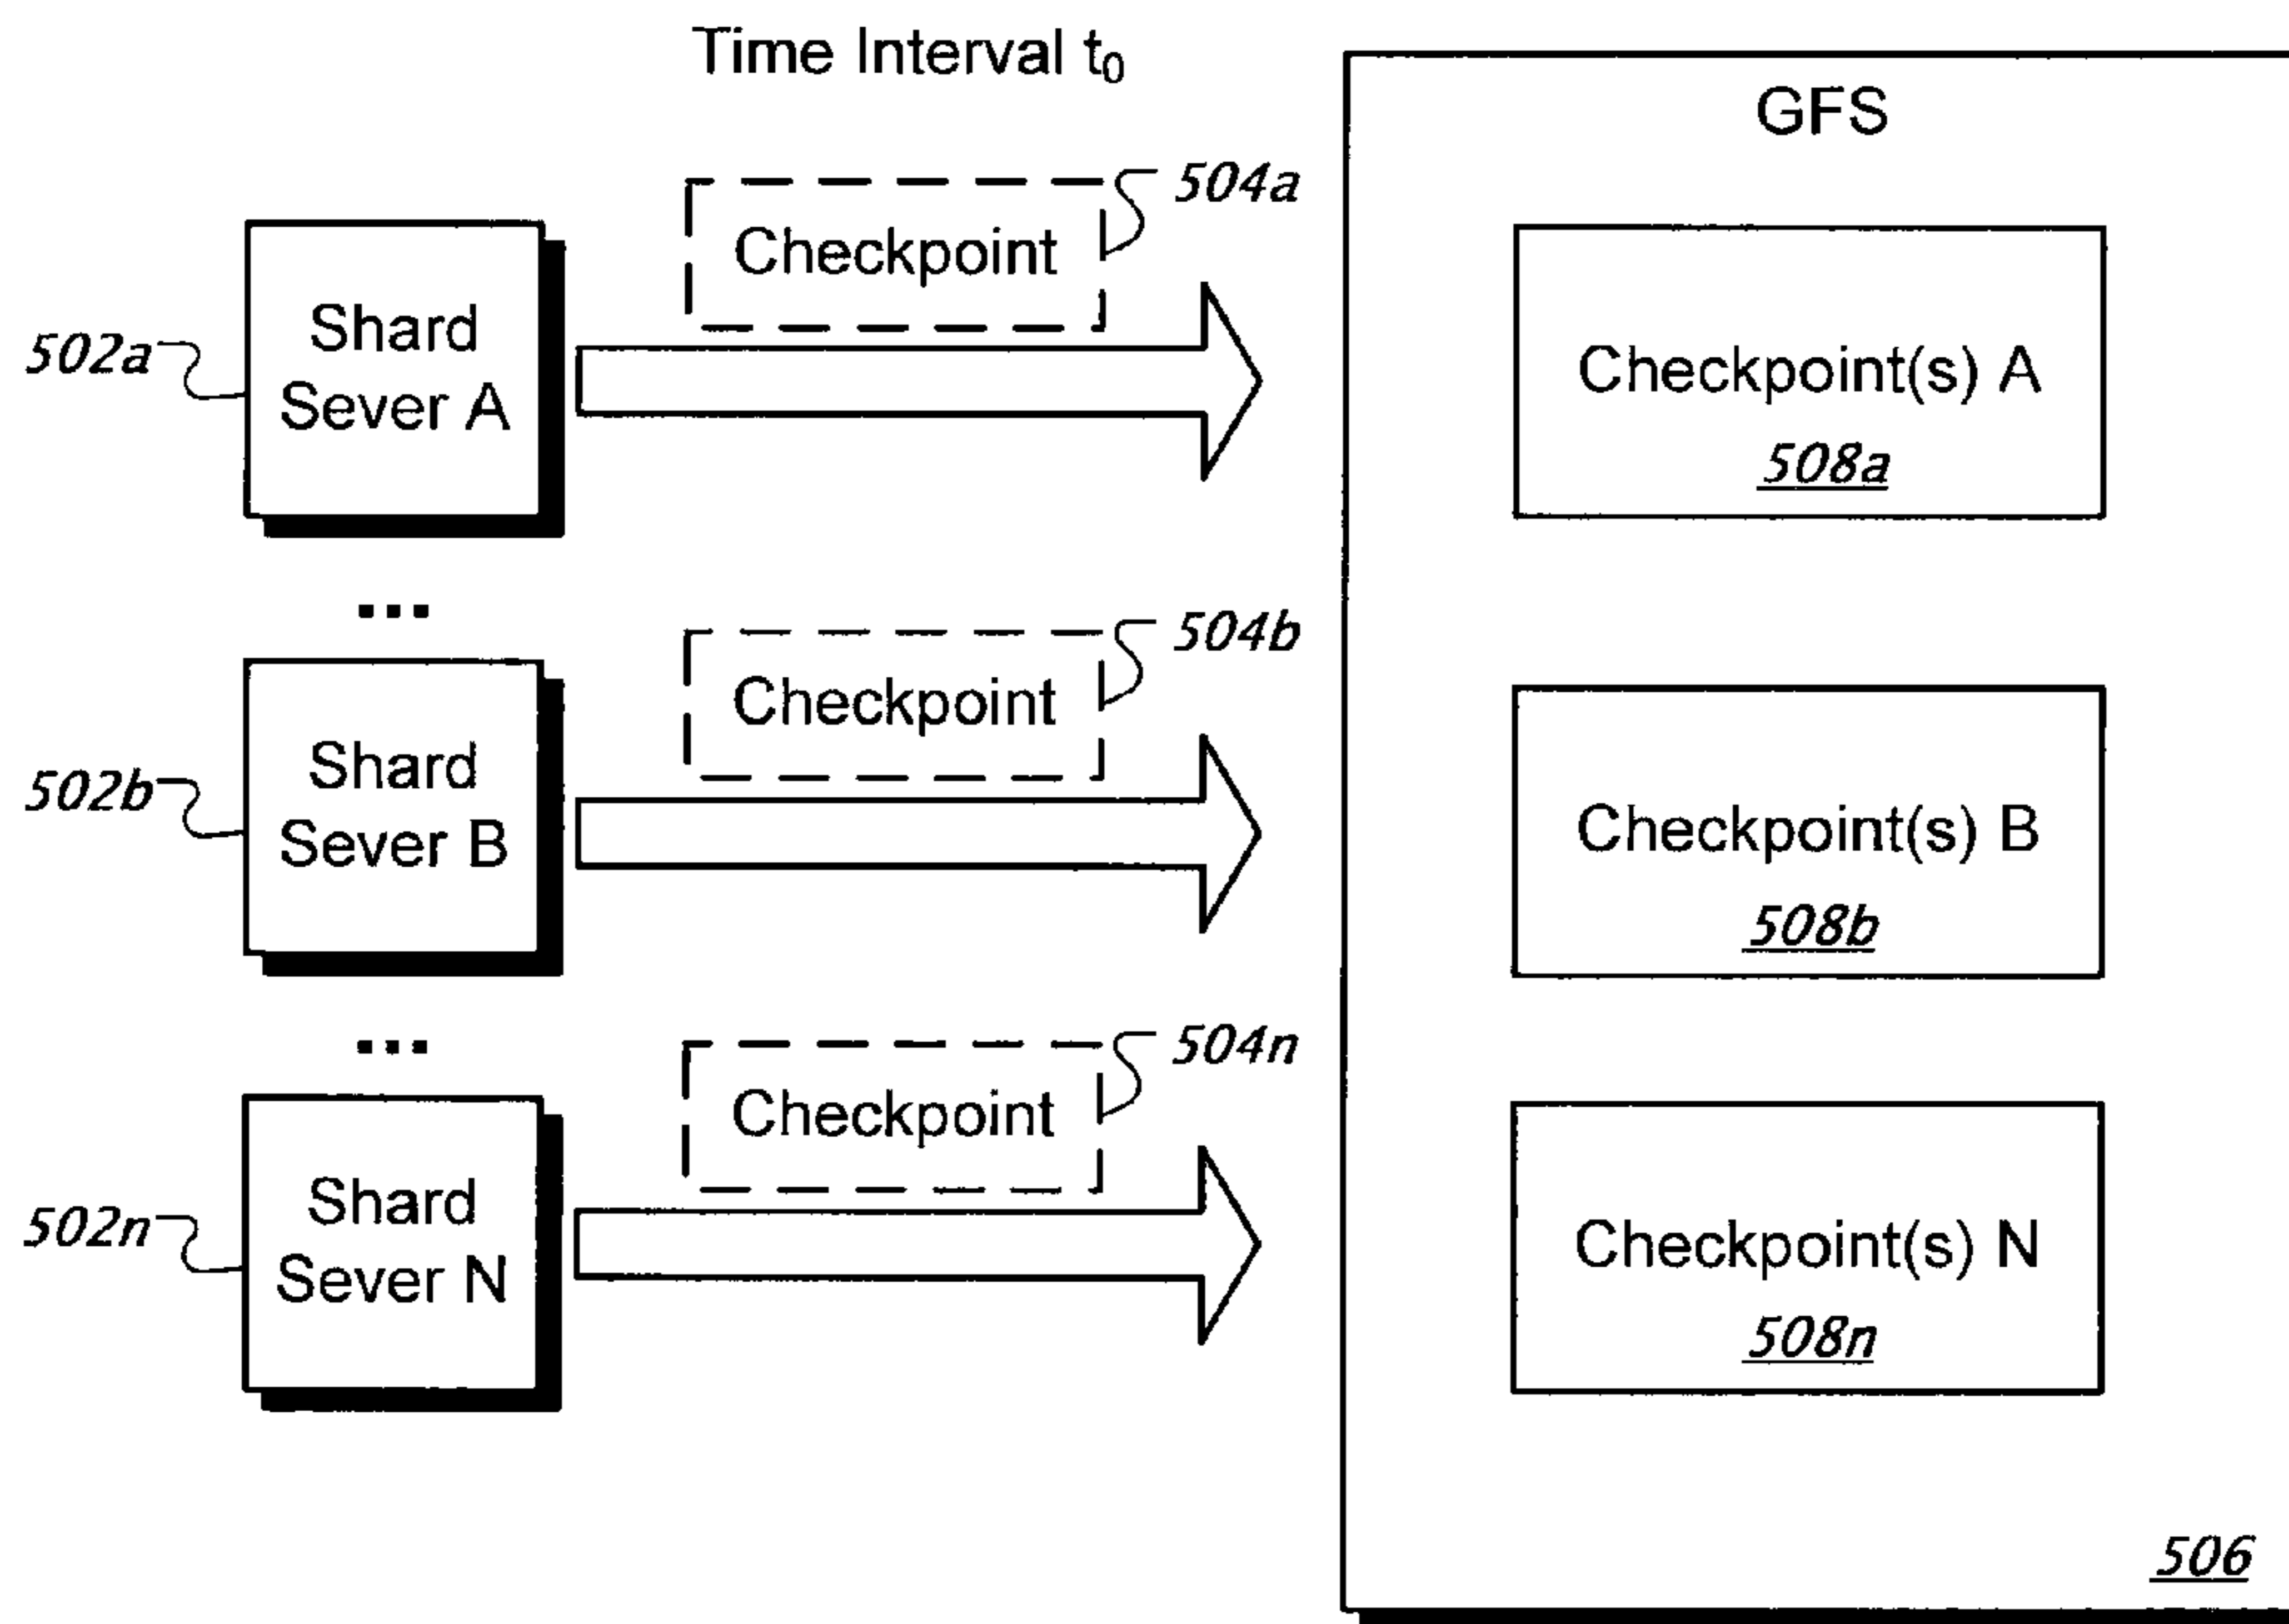 Time Interval t₀
GFS
504a
Checkpoint
502a
Shard
Sever A
Checkpoint(s) A
508a
...
504b
Checkpoint
502b
Shard
Sever B
Checkpoint(s) B
508b
...
504n
Checkpoint
502n
Shard
Sever N
Checkpoint(s) N
508n
506